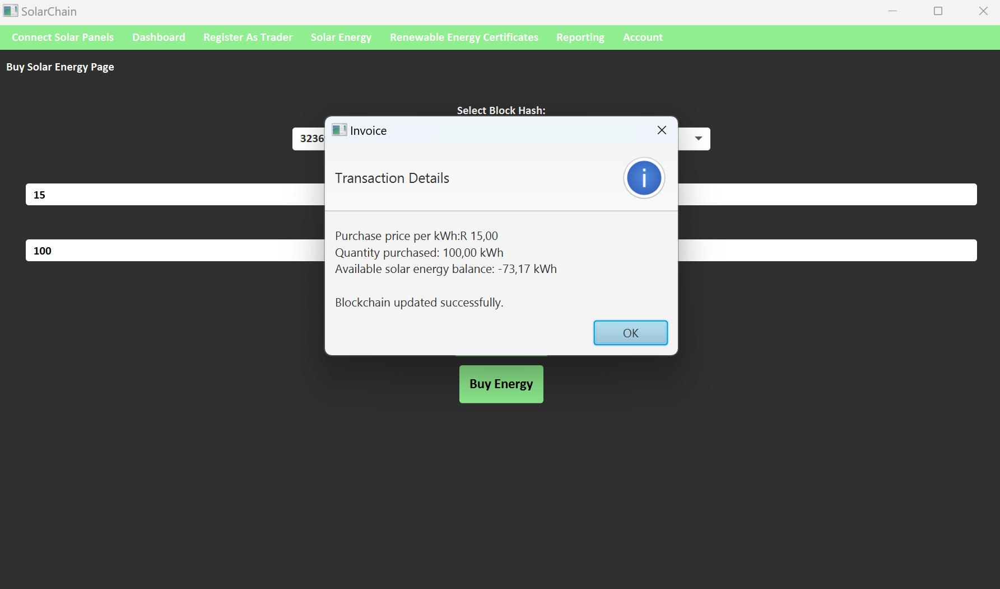 SolarChain
Connect Solar Panels Dashboard Register As Trader Solar Energy Renewable Energy Certificates Reporting Account
Buy Solar Energy Page
Select Block Hash:
Invoice
3236
Transaction Details
15
Purchase price per kWh:R 15,00
100
Quantity purchased: 100,00 kWh
Available solar energy balance: -73,17 kWh
Blockchain updated successfully.
OK
Buy Energy